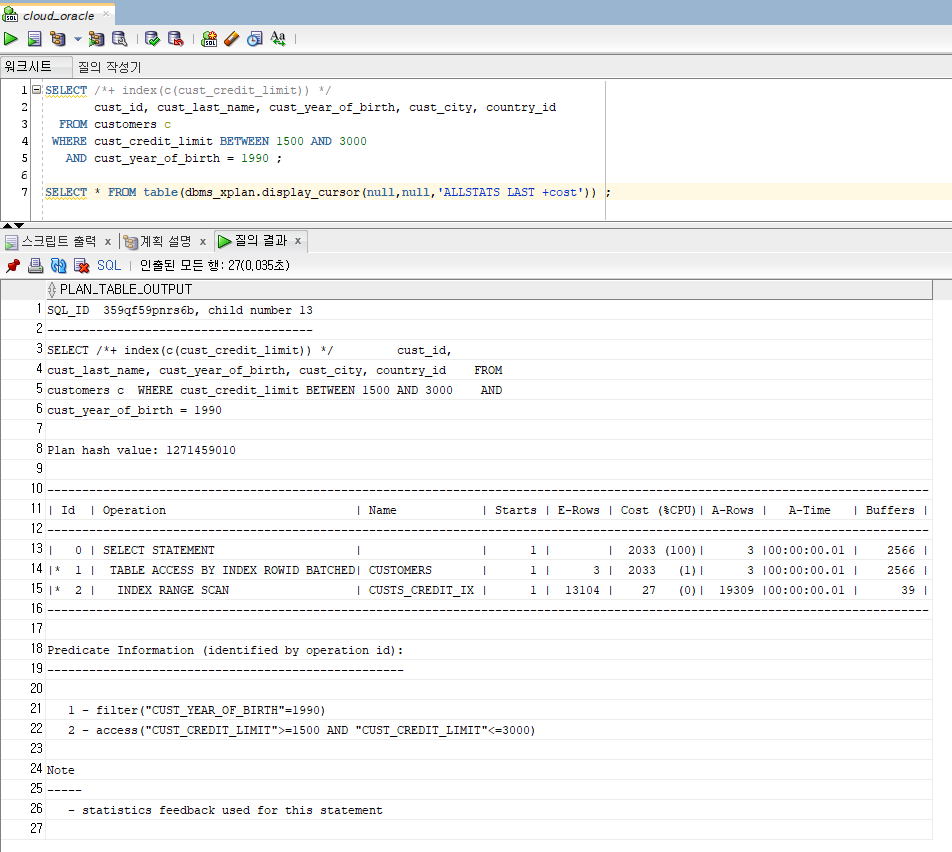 cloud_oracle
워크시트 질의 작성기
1 SELECT /*+ index(c(cust_credit_limit)) */
2 cust_id, cust_last_name, cust_year_of_birth, cust_city, country_id
3 FROM customers c
4 WHERE cust_credit_limit BETWEEN 1500 AND 3000
5 AND cust_year_of_birth = 1990 ;
6
7 SELECT * FROM table(dbms_xplan.display_cursor(null,null,'ALLSTATS LAST +cost')) ;
스크립트 출력 x 계획 설명 x 질의 결과 x
SQL | 인출된 모든 행: 27(0,035초)
PLAN_TABLE_OUTPUT
1 SQL_ID  359qf59pnrs6b, child number 13
2 --------------------------------------
3 SELECT /*+ index(c(cust_credit_limit)) */         cust_id,
4 cust_last_name, cust_year_of_birth, cust_city, country_id    FROM
5 customers c  WHERE cust_credit_limit BETWEEN 1500 AND 3000    AND
6 cust_year_of_birth = 1990
7
8 Plan hash value: 1271459010
9
10 ------------------------------------------------------------------------------------------------------------------------------
11 | Id  | Operation                           | Name            | Starts | E-Rows | Cost (%CPU)| A-Rows |   A-Time   | Buffers |
12 ------------------------------------------------------------------------------------------------------------------------------
13 |   0 | SELECT STATEMENT                    |                 |      1 |        |  2033 (100)|      3 |00:00:00.01 |    2566 |
14 |*  1 |  TABLE ACCESS BY INDEX ROWID BATCHED| CUSTOMERS       |      1 |      3 |  2033   (1)|      3 |00:00:00.01 |    2566 |
15 |*  2 |   INDEX RANGE SCAN                  | CUSTS_CREDIT_IX |      1 |  13104 |    27   (0)|  19309 |00:00:00.01 |      39 |
16 ------------------------------------------------------------------------------------------------------------------------------
17
18 Predicate Information (identified by operation id):
19 ---------------------------------------------------
20
21    1 - filter("CUST_YEAR_OF_BIRTH"=1990)
22    2 - access("CUST_CREDIT_LIMIT">=1500 AND "CUST_CREDIT_LIMIT"<=3000)
23
24 Note
25 -----
26    - statistics feedback used for this statement
27